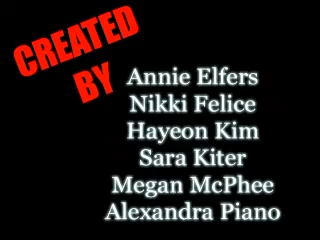 CREATED
BY
Annie Elfers
Nikki Felice
Hayeon Kim
Sara Kiter
Megan McPhee
Alexandra Piano